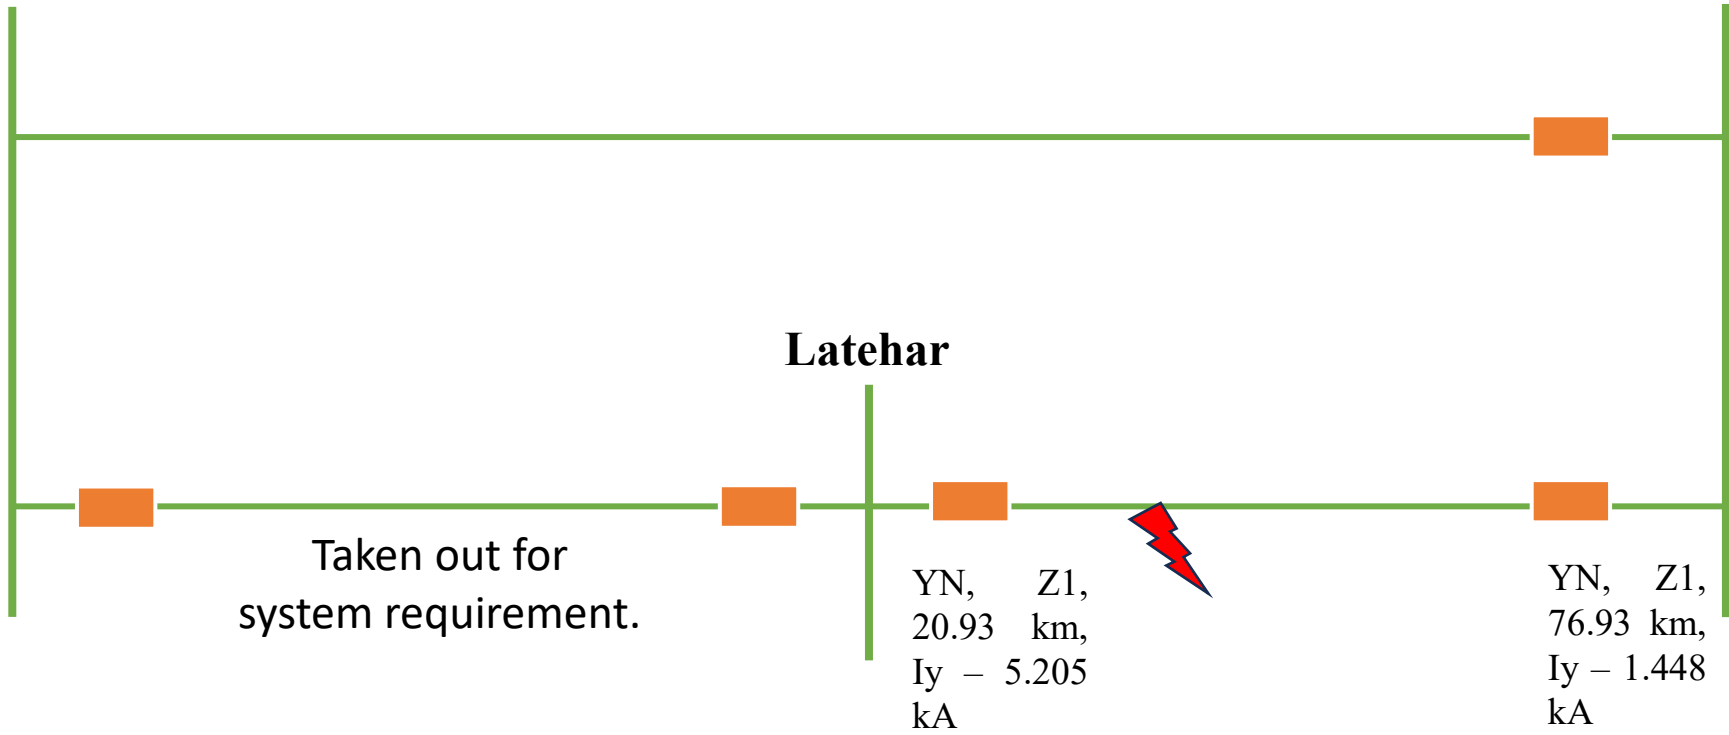 Latehar
Taken out for
system requirement.
YN, Z1,
20.93 km,
Iy – 5.205
kA
YN, Z1,
76.93 km,
Iy – 1.448
kA